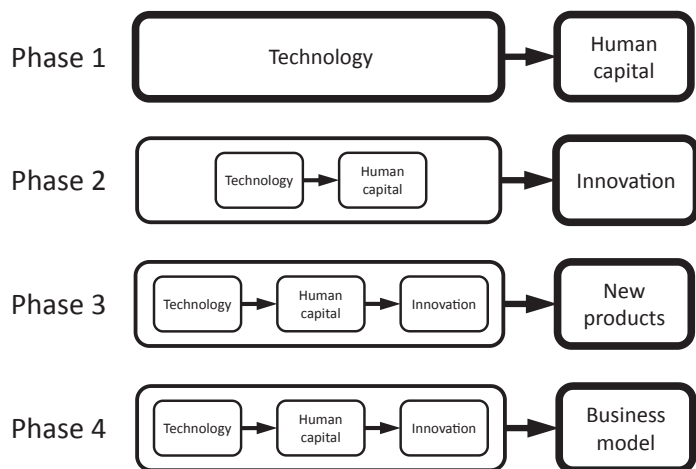 Phase 1
Technology
Human
capital
Phase 2
Technology
Human
capital
Innovation
Phase 3
Technology
Human
capital
Innovation
New
products
Phase 4
Technology
Human
capital
Innovation
Business
model